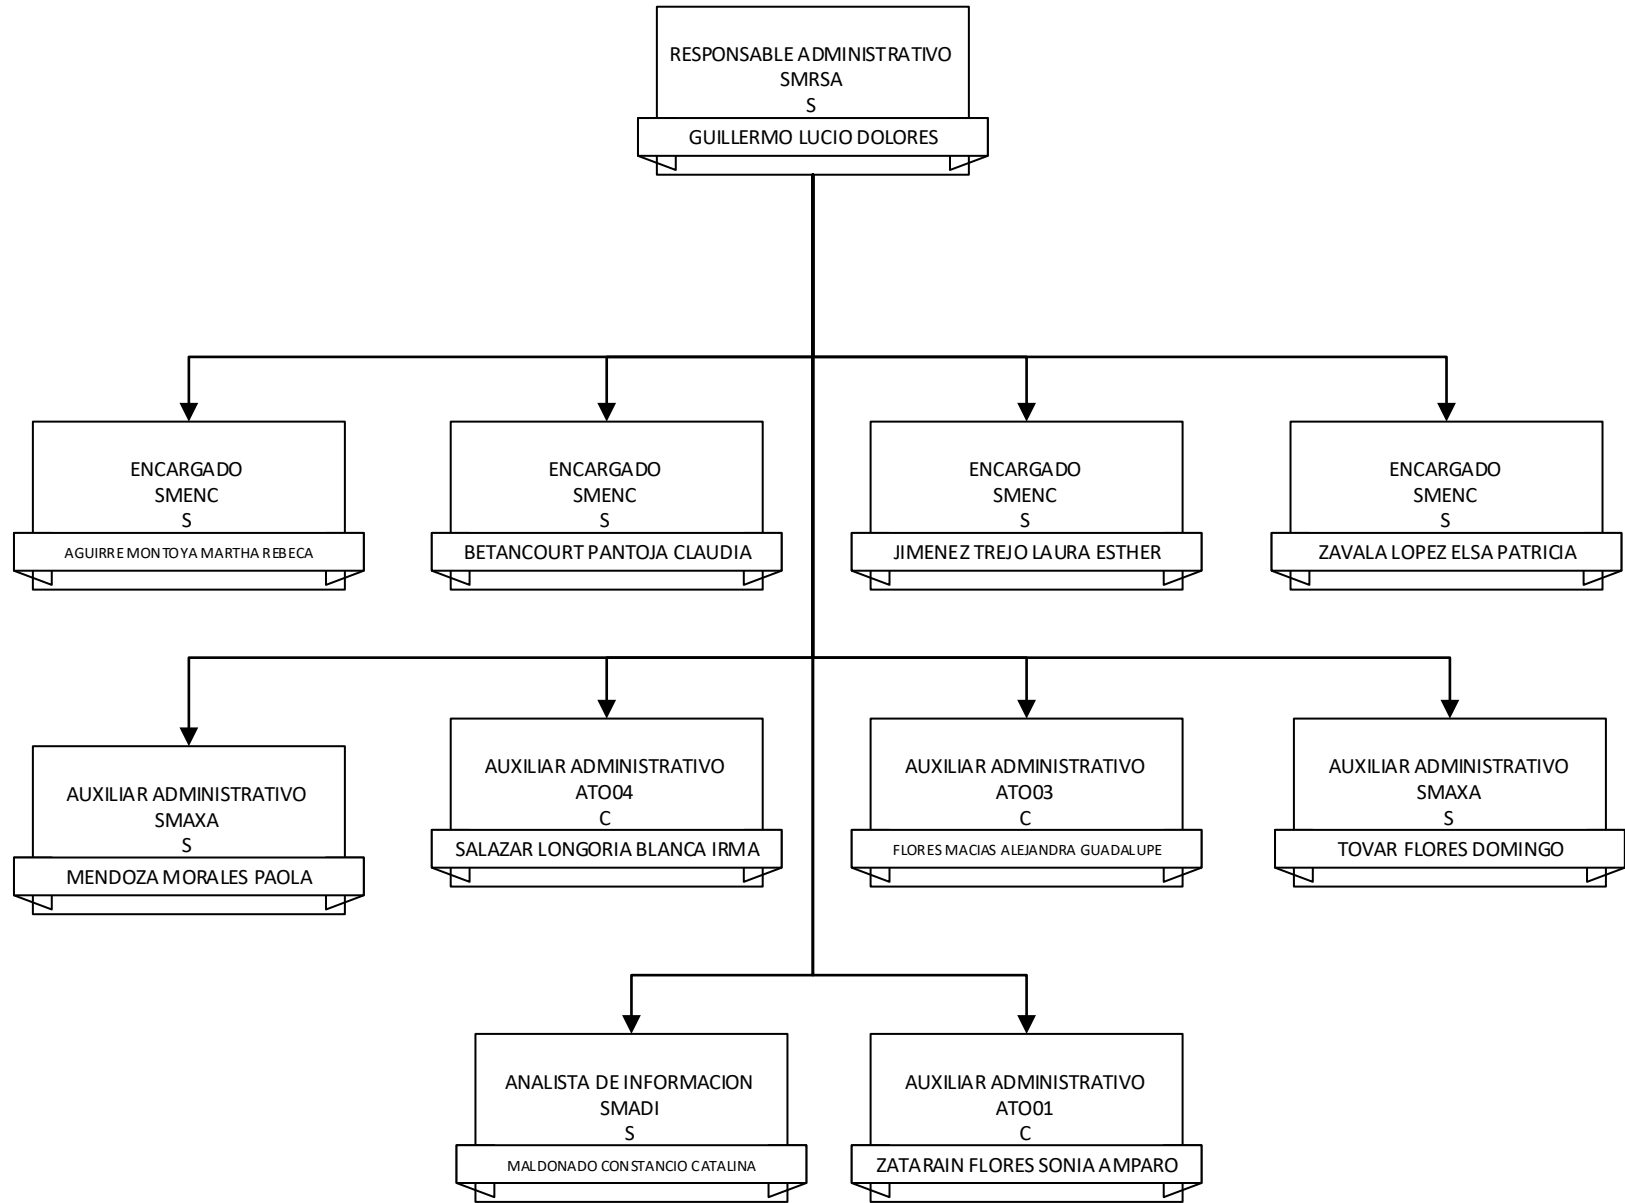 RESPONSABLE ADMINISTRATIVO
SMRSA
S
GUILLERMO LUCIO DOLORES
ENCARGADO
SMENC
S
AGUIRRE MONTOYA MARTHA REBECA
ENCARGADO
SMENC
S
BETANCOURT PANTOJA CLAUDIA
ENCARGADO
SMENC
S
JIMENEZ TREJO LAURA ESTHER
ENCARGADO
SMENC
S
ZAVALA LOPEZ ELSA PATRICIA
AUXILIAR ADMINISTRATIVO
SMAXA
S
MENDOZA MORALES PAOLA
AUXILIAR ADMINISTRATIVO
ATO04
C
SALAZAR LONGORIA BLANCA IRMA
AUXILIAR ADMINISTRATIVO
ATO03
C
FLORES MACIAS ALEJANDRA GUADALUPE
AUXILIAR ADMINISTRATIVO
SMAXA
S
TOVAR FLORES DOMINGO
ANALISTA DE INFORMACION
SMADI
S
MALDONADO CONSTANCIO CATALINA
AUXILIAR ADMINISTRATIVO
ATO01
C
ZATARAIN FLORES SONIA AMPARO